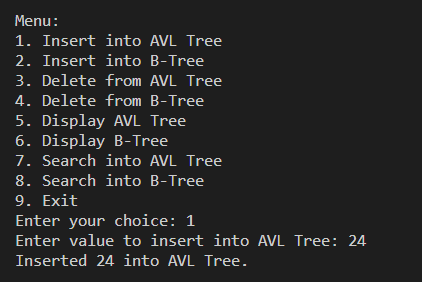 Menu:
1. Insert into AVL Tree
2. Insert into B-Tree
3. Delete from AVL Tree
4. Delete from B-Tree
5. Display AVL Tree
6. Display B-Tree
7. Search into AVL Tree
8. Search into B-Tree
9. Exit
Enter your choice: 1
Enter value to insert into AVL Tree: 24
Inserted 24 into AVL Tree.